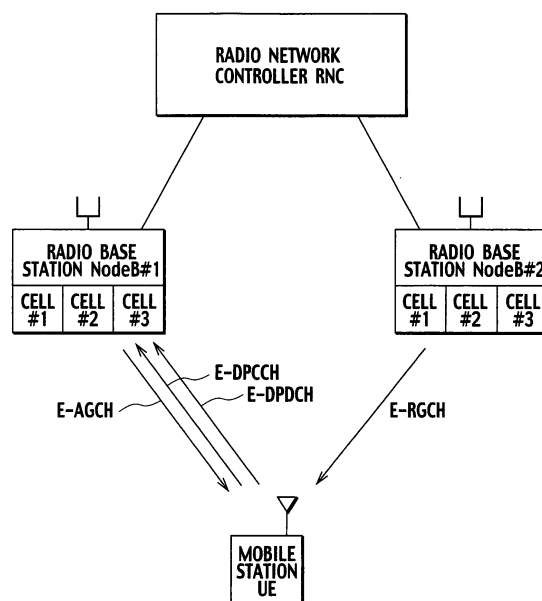 RADIO NETWORK
CONTROLLER RNC
RADIO BASE
STATION NodeB#1
CELL
#1
CELL
#2
CELL
#3
RADIO BASE
STATION NodeB#2
CELL
#1
CELL
#2
CELL
#3
E-DPCCH
E-DPDCH
E-AGCH
E-RGCH
MOBILE
STATION
UE